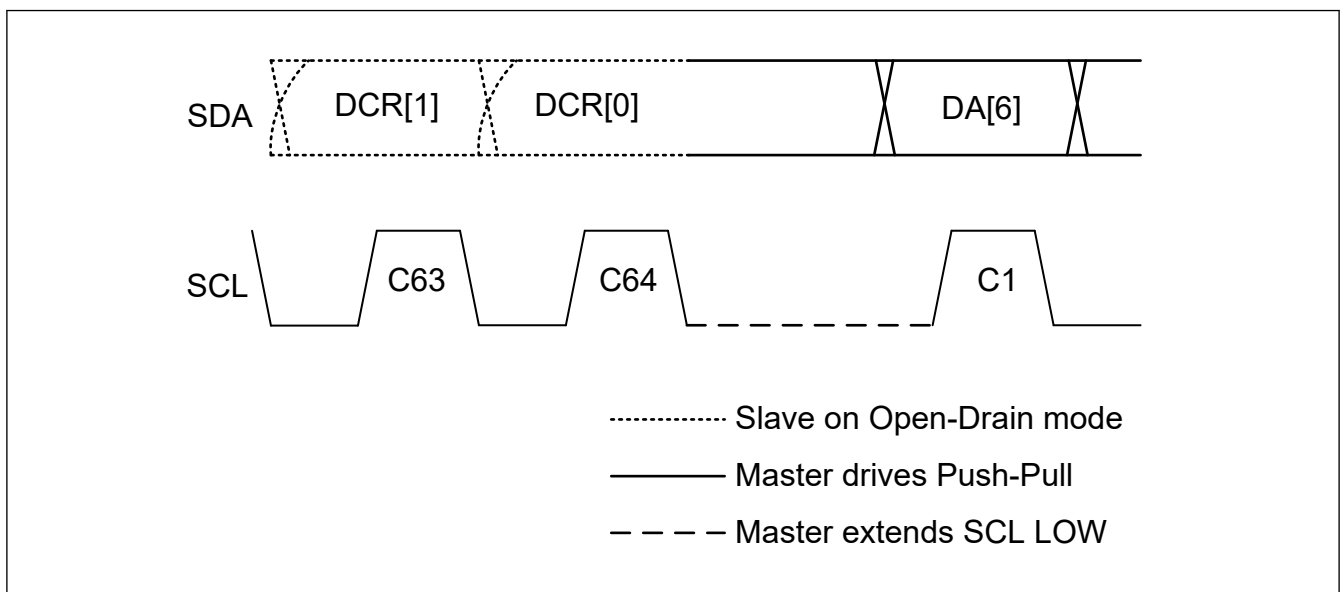 SDA DCR[1] DCR[0] DA[6]
SCL C63 C64 C1
Slave on Open-Drain mode
Master drives Push-Pull
Master extends SCL LOW